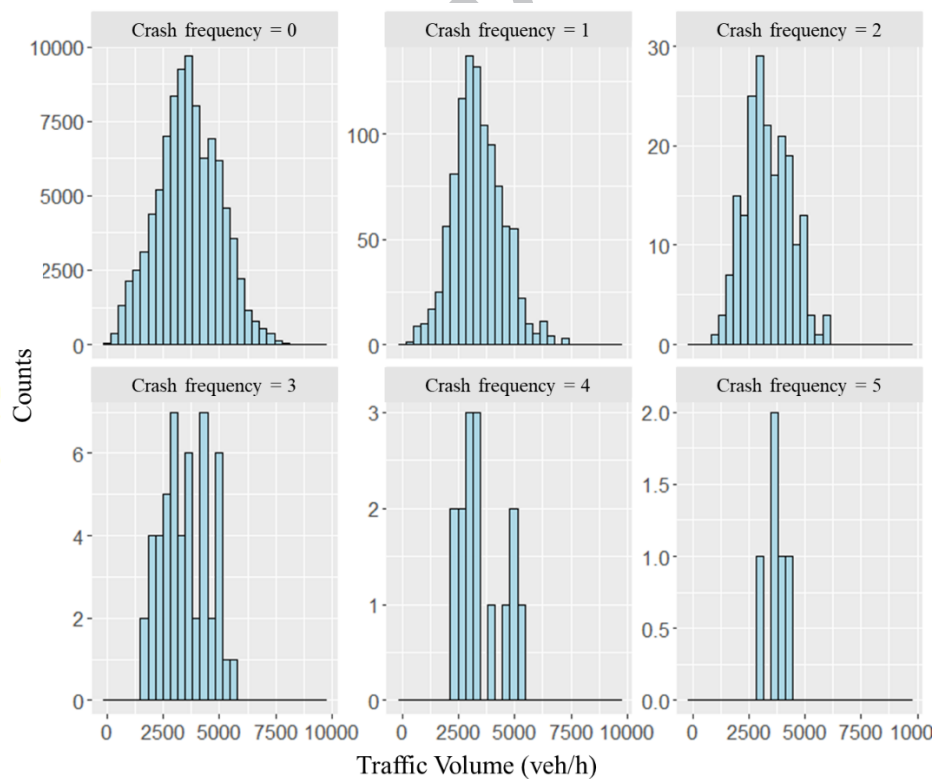 Crash frequency = 0
Crash frequency = 1
Crash frequency = 2
10000
7500
5000
2500
0
100
50
0
30
20
10
0
Counts
Crash frequency = 3
Crash frequency = 4
Crash frequency = 5
6
4
2
0
3
2
1
0
2.0
1.5
1.0
0.5
0.0
0 2500 5000 7500 10000
0 2500 5000 7500 10000
0 2500 5000 7500 10000
Traffic Volume (veh/h)